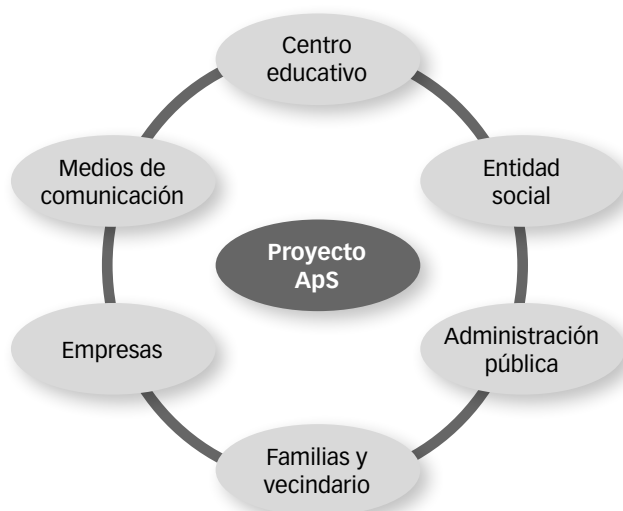 Centro
educativo
Medios de
comunicación
Entidad
social
Proyecto
ApS
Empresas
Administración
pública
Familias y
vecindario